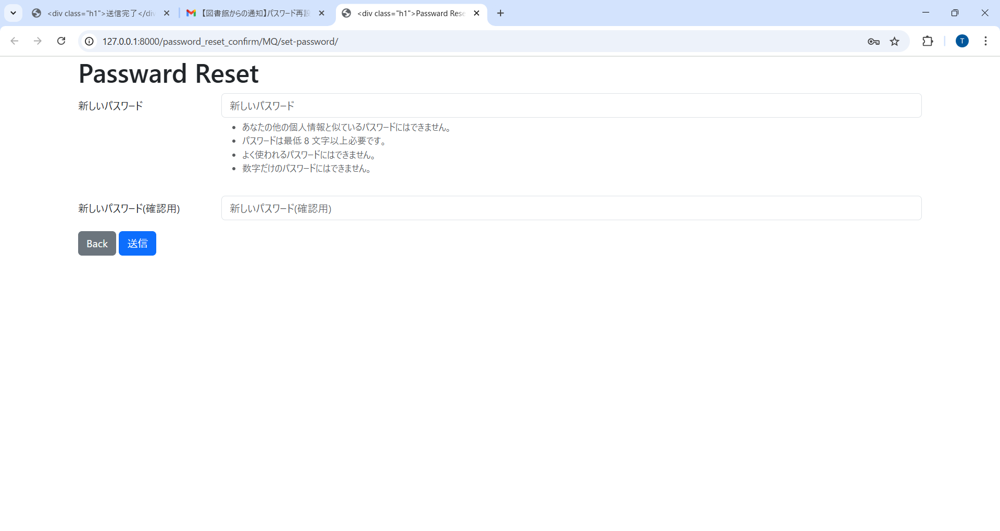 <div class="h1">送信完了</div
【図書館からの通知】パスワード再設
<div class="h1">Passward Rese
127.0.0.1:8000/password_reset_confirm/MQ/set-password/
T
Passward Reset
新しいパスワード
新しいパスワード
あなたの他の個人情報と似ているパスワードにはできません。
パスワードは最低 8 文字以上必要です。
よく使われるパスワードにはできません。
数字だけのパスワードにはできません。
新しいパスワード(確認用)
新しいパスワード(確認用)
Back
送信